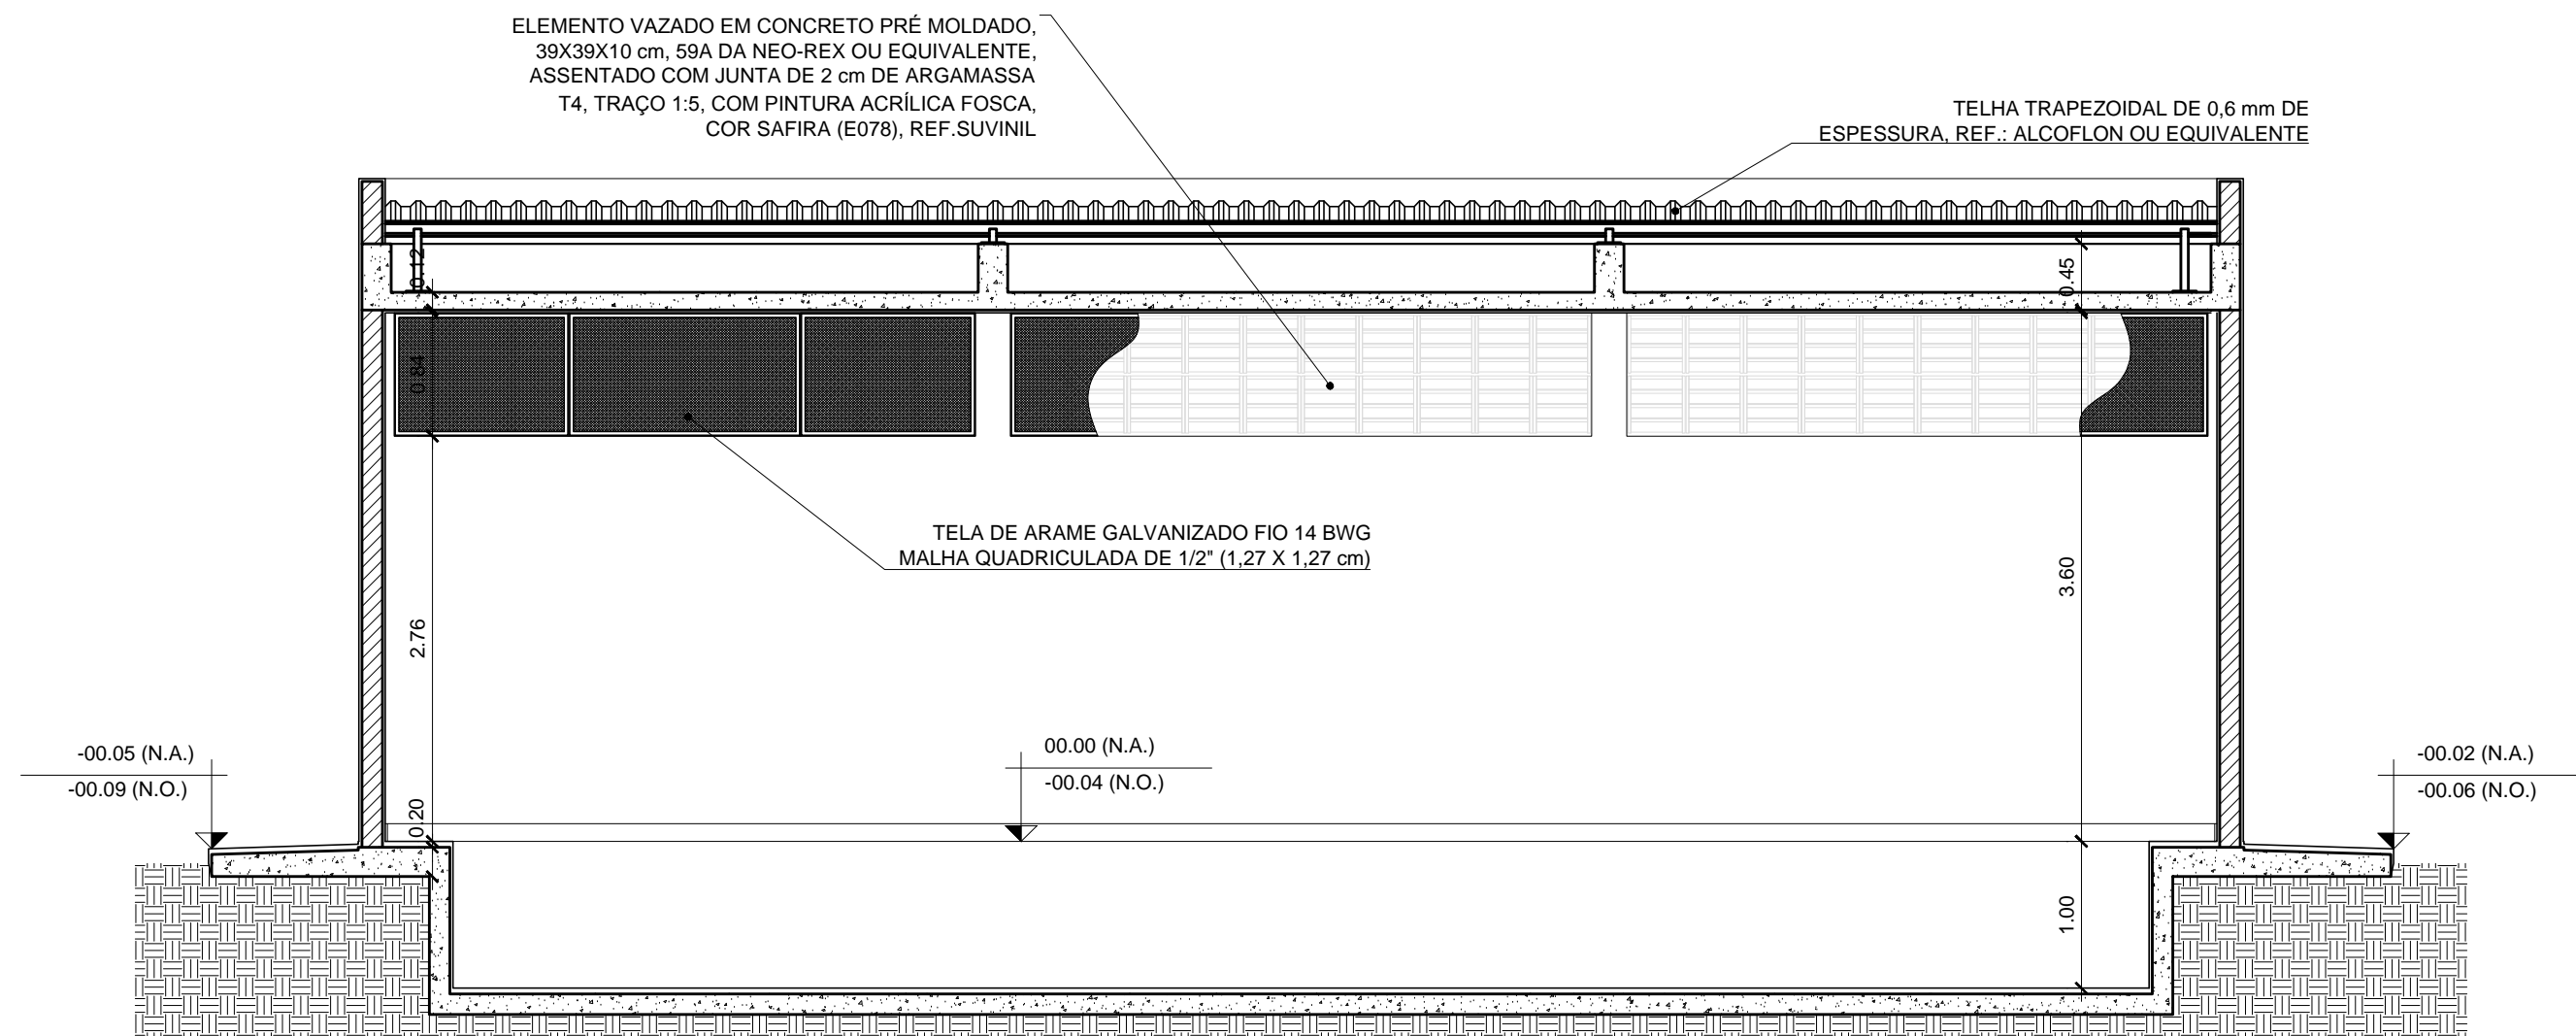 ELEMENTO VAZADO EM CONCRETO PRÉ MOLDADO,
39X39X10 cm, 59A DA NEO-REX OU EQUIVALENTE,
ASSENTADO COM JUNTA DE 2 cm DE ARGAMASSA
T4, TRAÇO 1:5, COM PINTURA ACRÍLICA FOSCA,
COR SAFIRA (E078), REF.SUVINIL
TELHA TRAPEZOIDAL DE 0,6 mm DE
ESPESSURA, REF.: ALCOFLON OU EQUIVALENTE
0.12
0.45
0.84
TELA DE ARAME GALVANIZADO FIO 14 BWG
MALHA QUADRICULADA DE 1/2" (1,27 X 1,27 cm)
3.60
2.76
-00.05 (N.A.)
-00.09 (N.O.)
00.00 (N.A.)
-00.04 (N.O.)
-00.02 (N.A.)
-00.06 (N.O.)
0.20
1.00